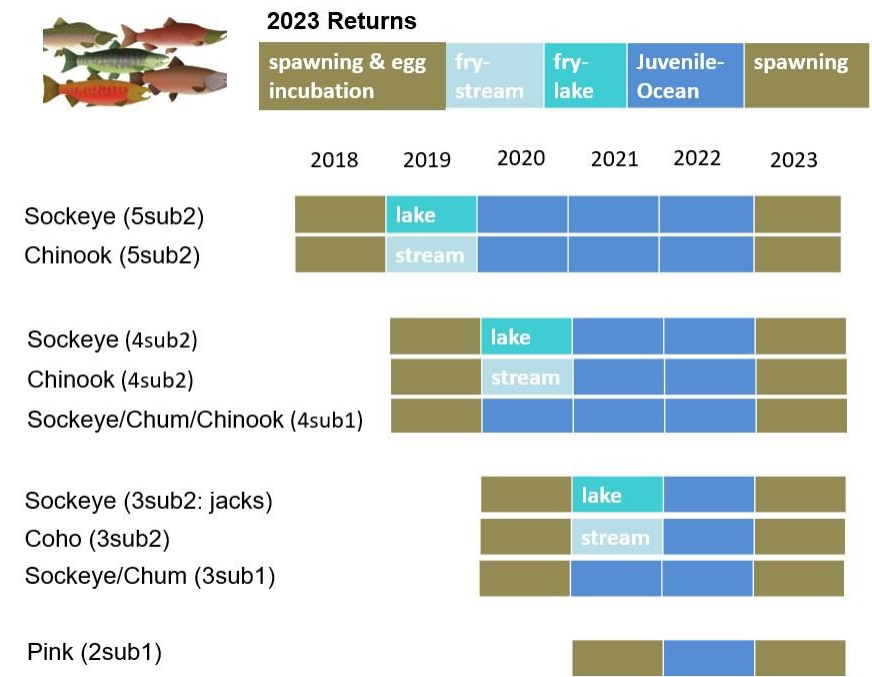 2023 Returns
spawning & egg
incubation
fry-
stream
fry-
lake
Juvenile-
Ocean
spawning
2018 2019 2020 2021 2022 2023
Sockeye (5sub2) lake
Chinook (5sub2) stream
Sockeye (4sub2) lake
Chinook (4sub2) stream
Sockeye/Chum/Chinook (4sub1)
Sockeye (3sub2: jacks) lake
Coho (3sub2) stream
Sockeye/Chum (3sub1)
Pink (2sub1)